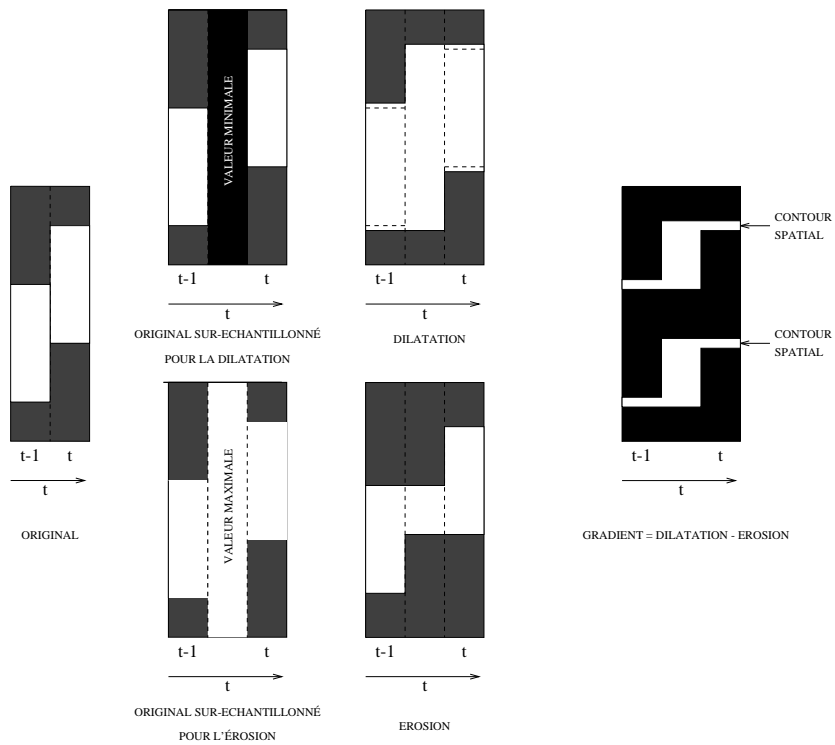 t-1 t
t
ORIGINAL
VALEUR MINIMALE
t-1 t
t
ORIGINAL SUR-ECHANTILLONNÉ
POUR LA DILATATION
t-1 t
t
DILATATION
VALEUR MAXIMALE
t-1 t
t
ORIGINAL SUR-ECHANTILLONNÉ
POUR L'ÉROSION
t-1 t
t
EROSION
CONTOUR
SPATIAL
CONTOUR
SPATIAL
t-1 t
t
GRADIENT = DILATATION - EROSION